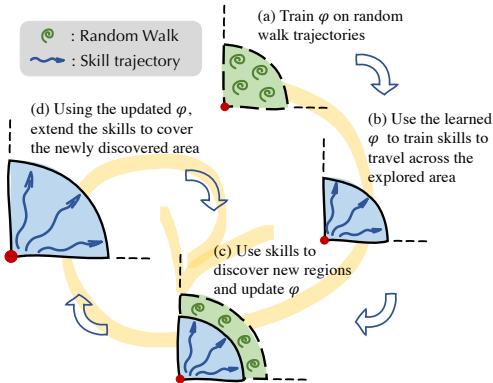 : Random Walk
: Skill trajectory
(a) Train φ on random
walk trajectories
(b) Use the learned
φ to train skills to
travel across the
explored area
(c) Use skills to
discover new regions
and update φ
(d) Using the updated φ,
extend the skills to cover
the newly discovered area